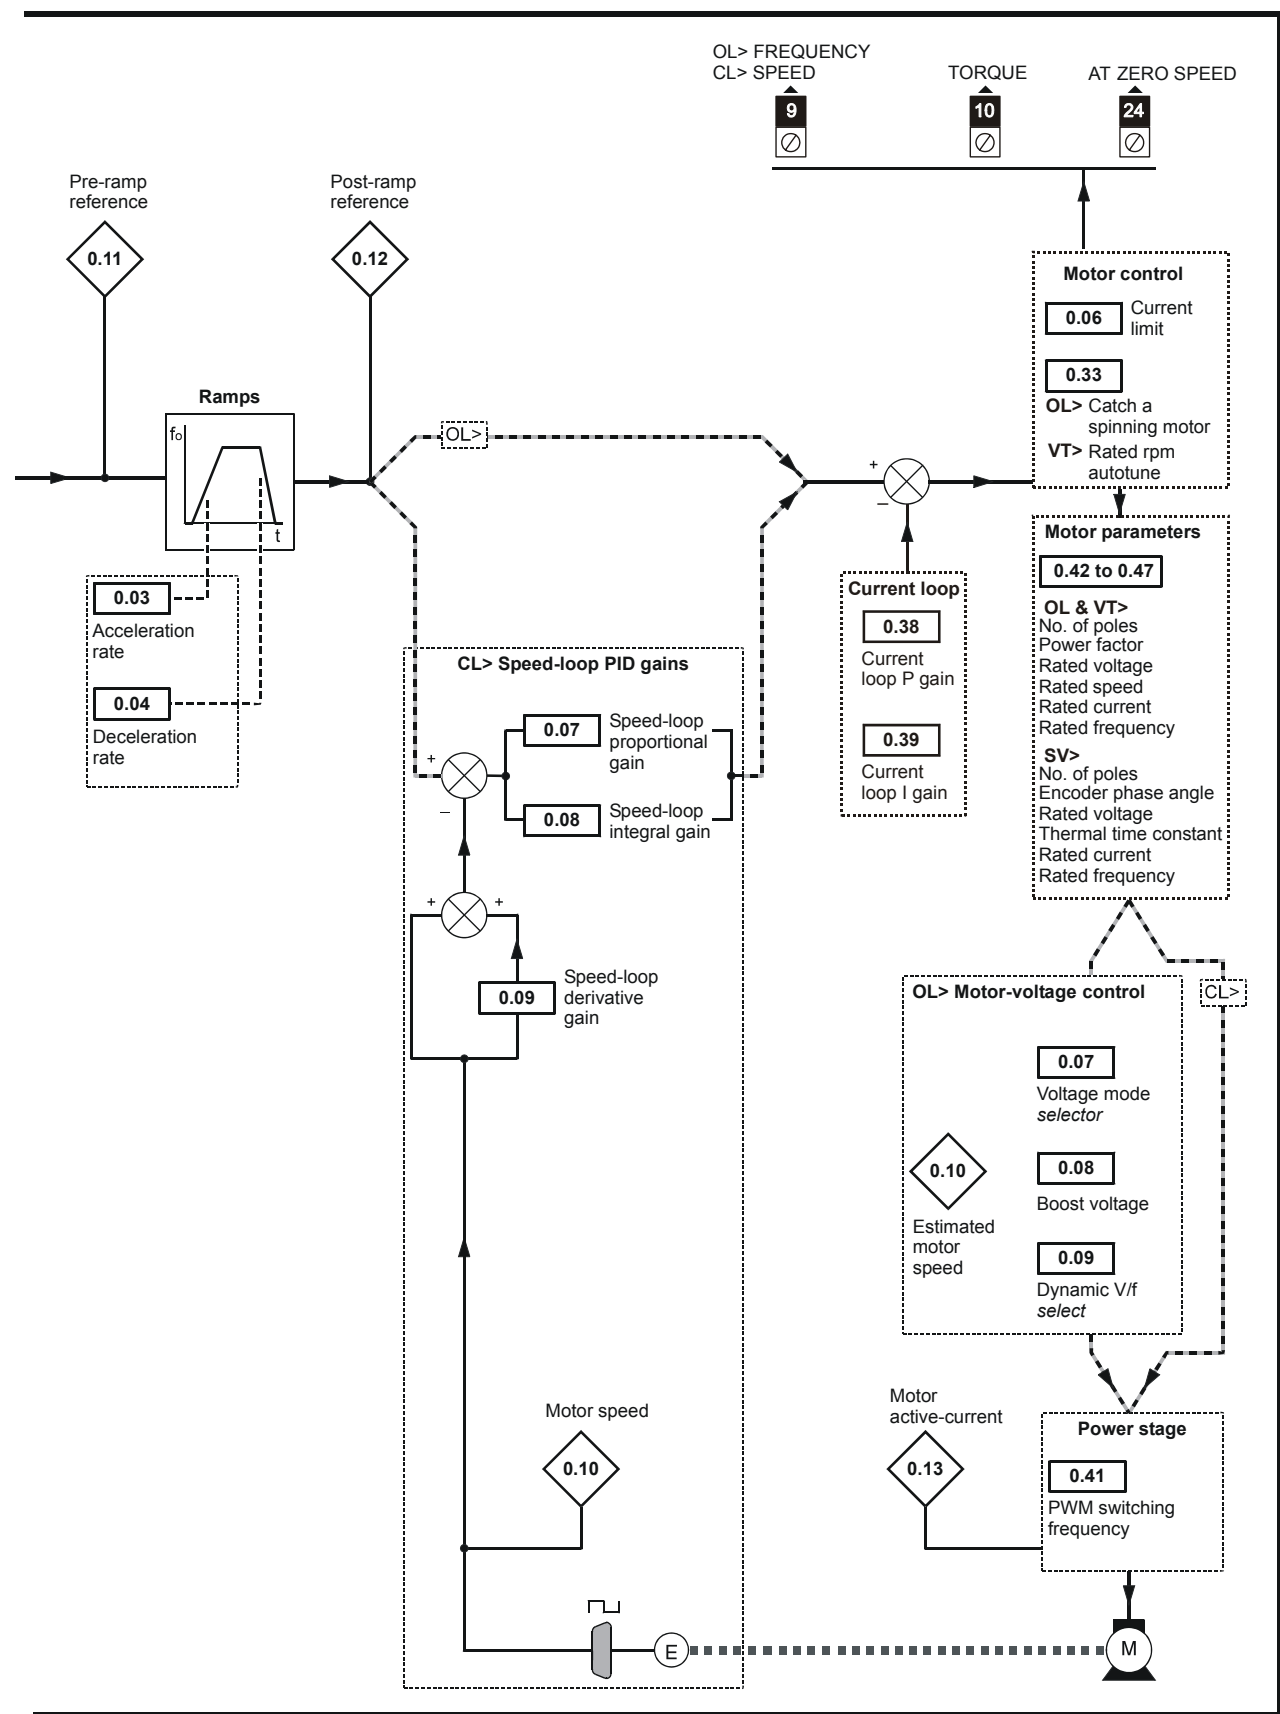 OL> FREQUENCY
CL> SPEED
TORQUE
AT ZERO SPEED
9
10
24
Pre-ramp
reference
0.11
Post-ramp
reference
0.12
Ramps
fo
t
0.03
Acceleration
rate
0.04
Deceleration
rate
OL>
+
–
Motor control
0.06
Current
limit
0.33
OL> Catch a
spinning motor
VT> Rated rpm
autotune
Motor parameters
0.42 to 0.47
OL & VT>
No. of poles
Power factor
Rated voltage
Rated speed
Rated current
Rated frequency
SV>
No. of poles
Encoder phase angle
Rated voltage
Thermal time constant
Rated current
Rated frequency
Current loop
0.38
Current
loop P gain
0.39
Current
loop I gain
CL> Speed-loop PID gains
+
–
0.07
Speed-loop
proportional
gain
0.08
Speed-loop
integral gain
+
+
0.09
Speed-loop
derivative
gain
OL> Motor-voltage control
CL>
0.07
Voltage mode
selector
0.10
Estimated
motor
speed
0.08
Boost voltage
0.09
Dynamic V/f
select
Motor speed
0.10
Motor
active-current
0.13
Power stage
0.41
PWM switching
frequency
E
M